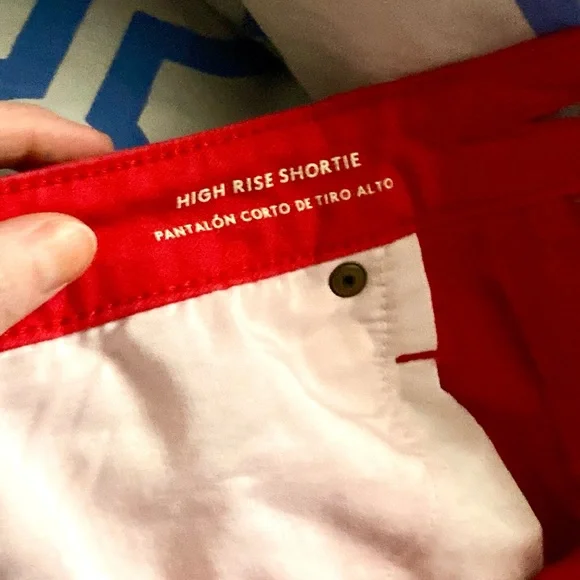 HIGH RISE SHORTIE
PANTALÓN CORTO DE TIRO ALTO